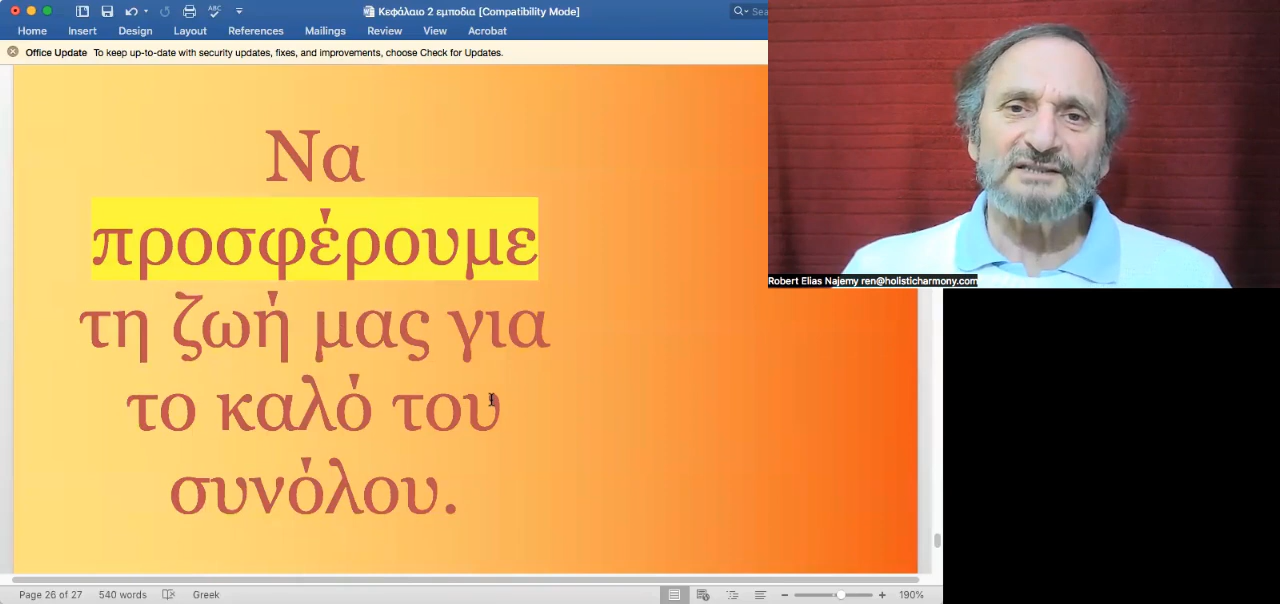 Κεφάλαιο 2 εμποδια [Compatibility Mode]
Home Insert Design Layout References Mailings Review View Acrobat
Office Update To keep up-to-date with security updates, fixes, and improvements, choose Check for Updates.
Να
προσφέρουμε
τη ζωή μας για
το καλό του
συνόλου.
Robert Elias Najemy ren@holisticharmony.com
Page 26 of 27 540 words Greek 190%